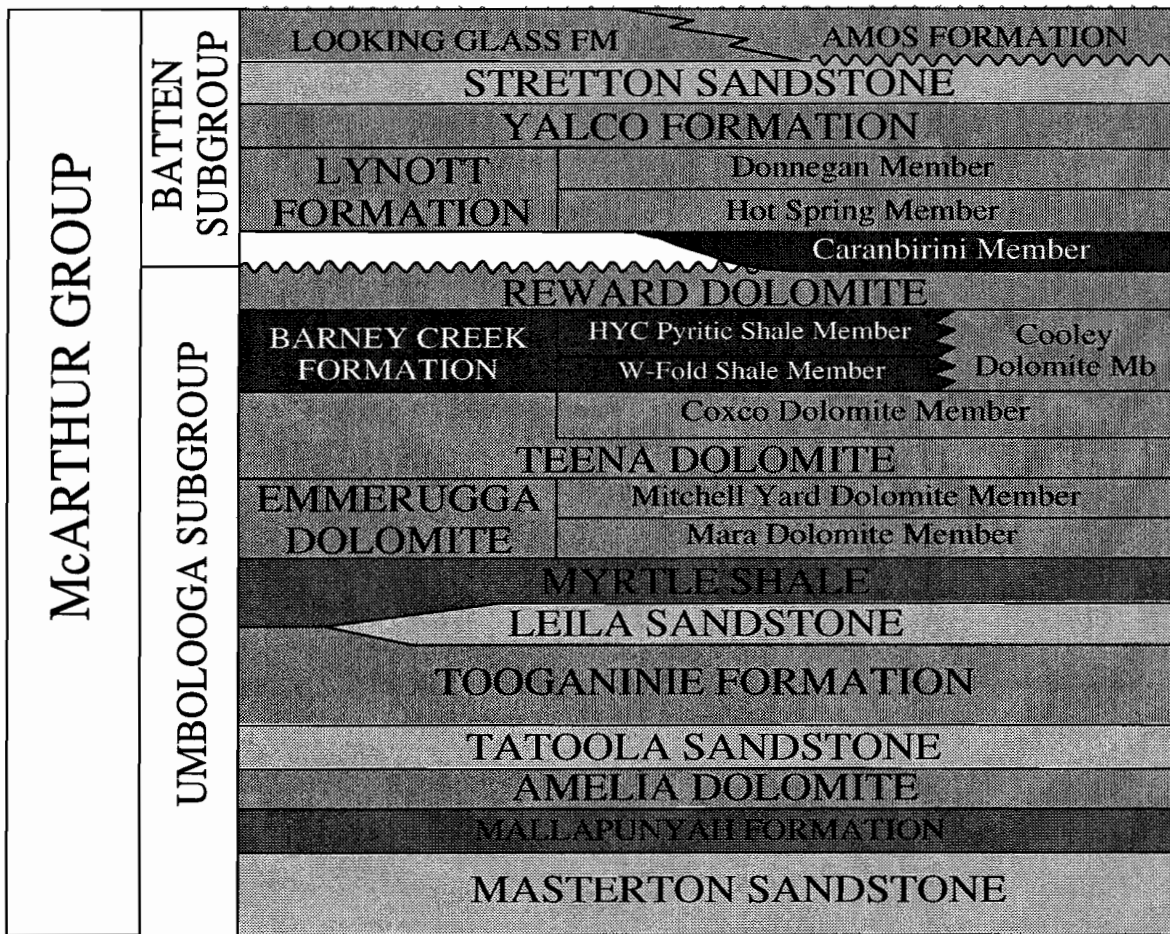 McARTHUR GROUP
BATTEN
SUBGROUP
UMBOLOOGA SUBGROUP
LOOKING GLASS FM
AMOS FORMATION
STRETTON SANDSTONE
YALCO FORMATION
LYNOTT
FORMATION
Donnegan Member
Hot Spring Member
Caranbirini Member
REWARD DOLOMITE
BARNEY CREEK
FORMATION
HYC Pyritic Shale Member
W-Fold Shale Member
Cooley
Dolomite Mb
Coxco Dolomite Member
TEENA DOLOMITE
EMMERUGGA
DOLOMITE
Mitchell Yard Dolomite Member
Mara Dolomite Member
MYRTLE SHALE
LEILA SANDSTONE
TOOGANINIE FORMATION
TATOOLA SANDSTONE
AMELIA DOLOMITE
MALLAPUNYAH FORMATION
MASTERTON SANDSTONE